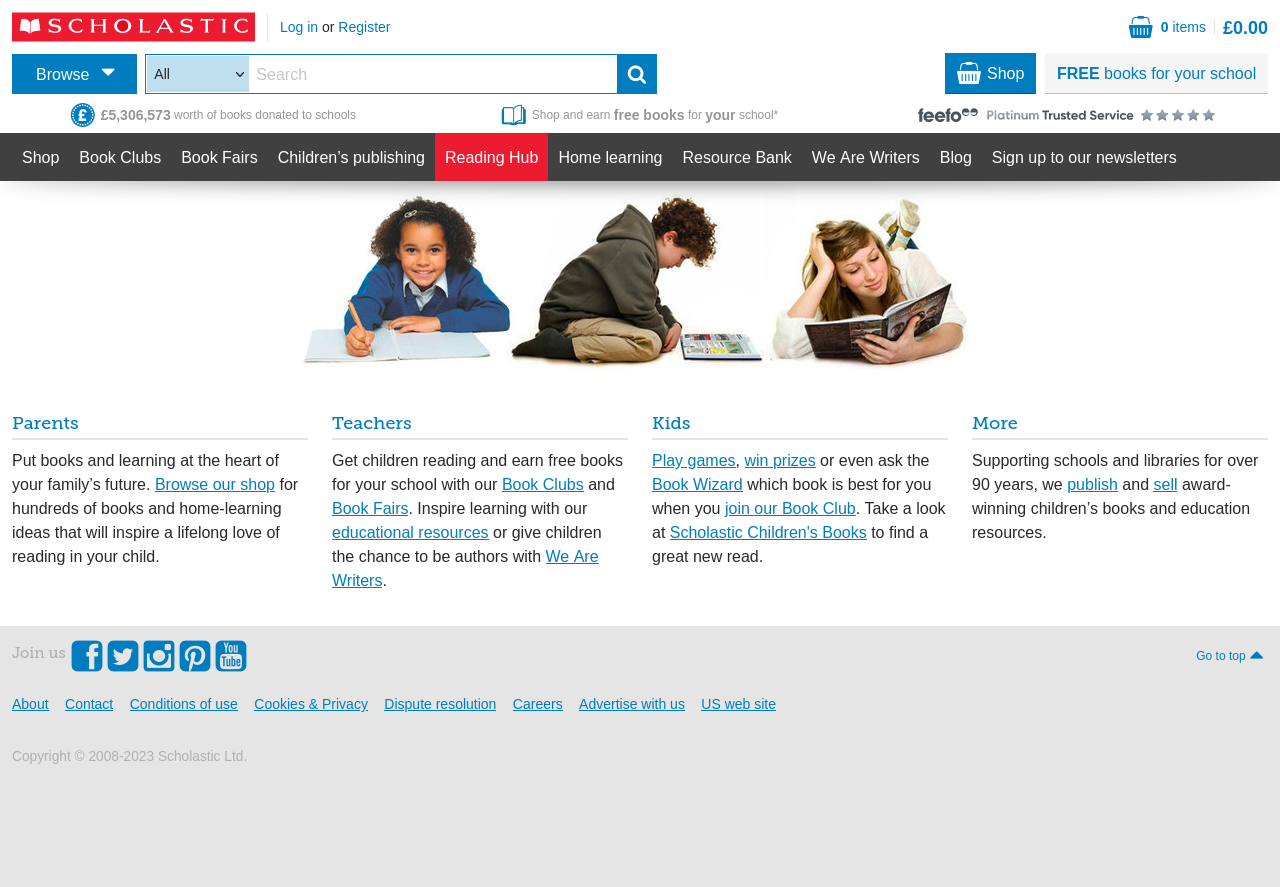 SCHOLASTIC
Log in or Register
0 items £0.00
Browse
All
Search
Shop
FREE books for your school
£5,306,573 worth of books donated to schools
Shop and earn free books for your school*
feefo Platinum Trusted Service
Shop Book Clubs Book Fairs Children’s publishing Reading Hub Home learning Resource Bank We Are Writers Blog Sign up to our newsletters
Parents
Put books and learning at the heart of
your family’s future. Browse our shop for
hundreds of books and home-learning
ideas that will inspire a lifelong love of
reading in your child.
Teachers
Get children reading and earn free books
for your school with our Book Clubs and
Book Fairs. Inspire learning with our
educational resources or give children
the chance to be authors with We Are
Writers.
Kids
Play games, win prizes or even ask the
Book Wizard which book is best for you
when you join our Book Club. Take a look
at Scholastic Children's Books to find a
great new read.
More
Supporting schools and libraries for over
90 years, we publish and sell award-
winning children’s books and education
resources.
Join us
You Tube
Go to top
About Contact Conditions of use Cookies & Privacy Dispute resolution Careers Advertise with us US web site
Copyright © 2008-2023 Scholastic Ltd.